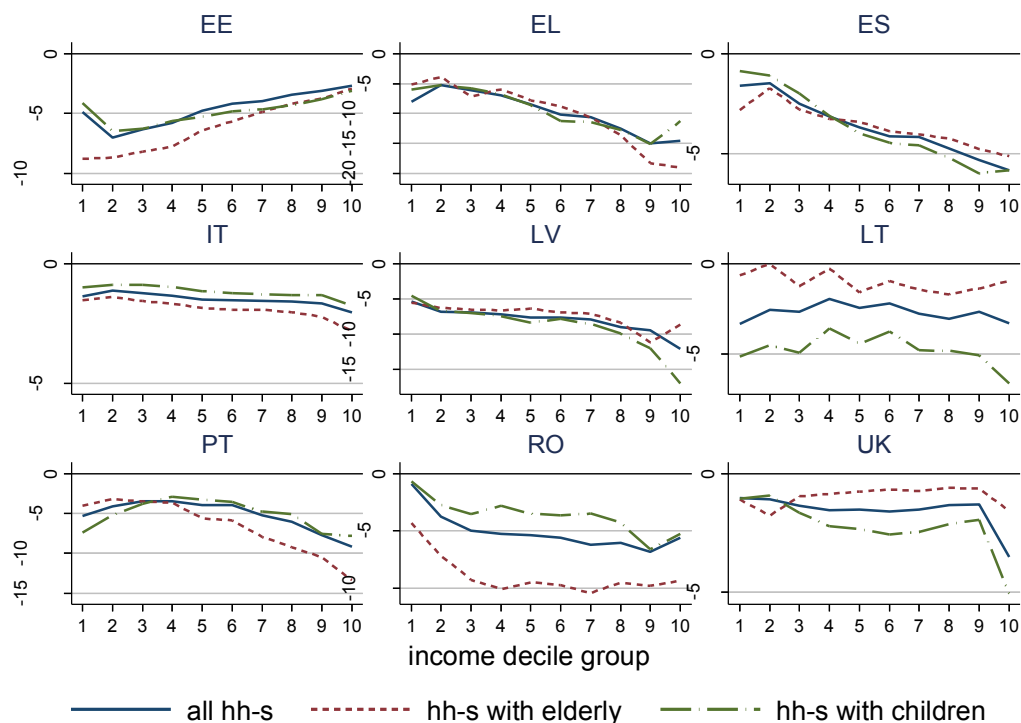 EE EL ES
0 -5 -10
-5 -10 -15 -20
0 -5
1 2 3 4 5 6 7 8 9 10 1 2 3 4 5 6 7 8 9 10 1 2 3 4 5 6 7 8 9 10
IT LV LT
0 -5
0 -5 -10 -15
0 -5
1 2 3 4 5 6 7 8 9 10 1 2 3 4 5 6 7 8 9 10 1 2 3 4 5 6 7 8 9 10
PT RO UK
0 -5 -10 -15
0 -5 -10
0 -5
1 2 3 4 5 6 7 8 9 10 1 2 3 4 5 6 7 8 9 10 1 2 3 4 5 6 7 8 9 10
income decile group
all hh-s hh-s with elderly hh-s with children